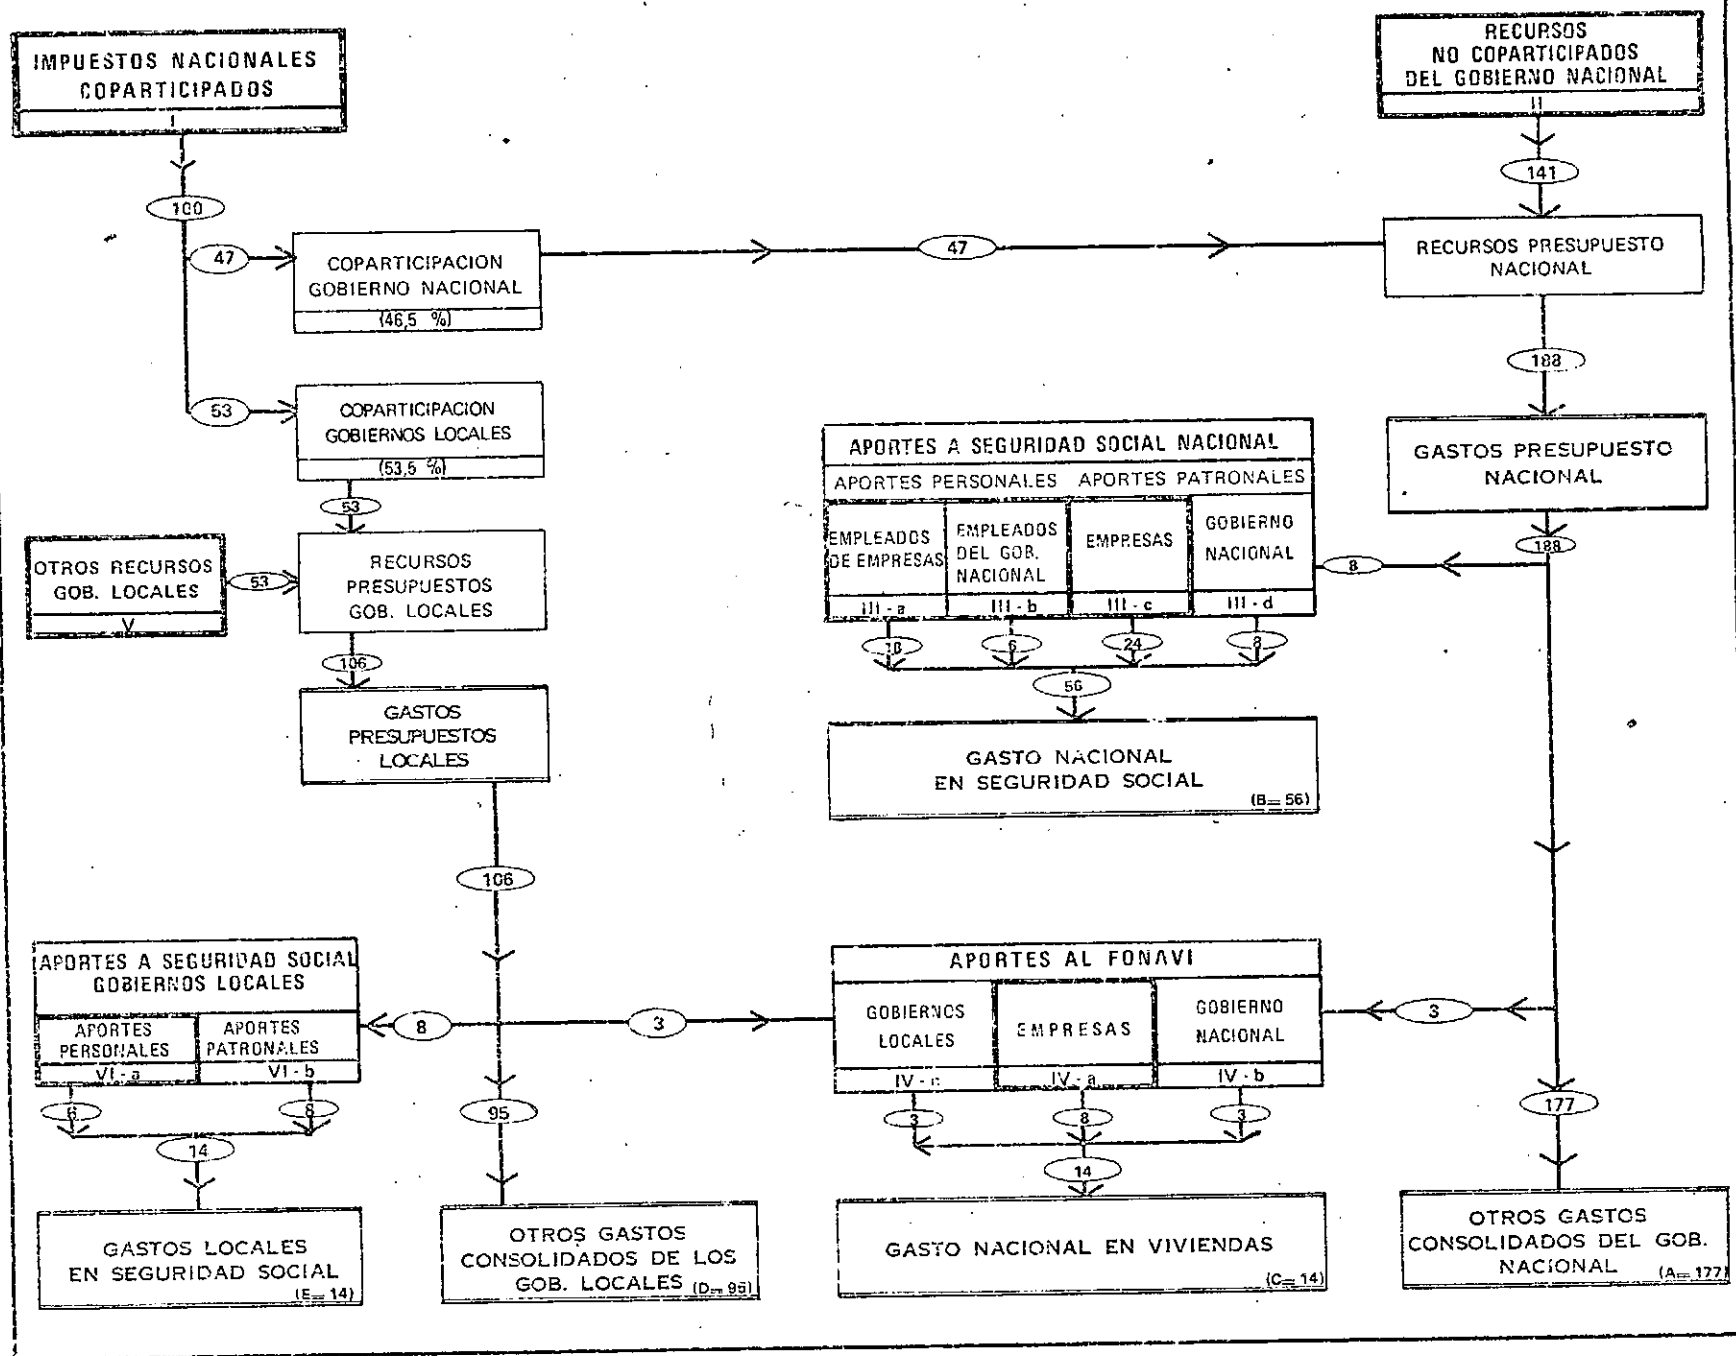 IMPUESTOS NACIONALES
COPARTICIPADOS
I
RECURSOS
NO COPARTICIPADOS
DEL GOBIERNO NACIONAL
II
100
141
47
COPARTICIPACION
GOBIERNO NACIONAL
(46,5 %)
47
RECURSOS PRESUPUESTO
NACIONAL
188
53
COPARTICIPACION
GOBIERNOS LOCALES
(53,5 %)
53
GASTOS PRESUPUESTO
NACIONAL
188
APORTES A SEGURIDAD SOCIAL NACIONAL
APORTES PERSONALES
APORTES PATRONALES
EMPLEADOS
DE EMPRESAS
III - a
EMPLEADOS
DEL GOB.
NACIONAL
III - b
EMPRESAS
III - c
GOBIERNO
NACIONAL
III - d
8
6
24
8
56
GASTO NACIONAL
EN SEGURIDAD SOCIAL
(B= 56)
OTROS RECURSOS
GOB. LOCALES
V
53
RECURSOS
PRESUPUESTOS
GOB. LOCALES
106
GASTOS
PRESUPUESTOS
LOCALES
106
APORTES A SEGURIDAD SOCIAL
GOBIERNOS LOCALES
APORTES
PERSONALES
VI - a
APORTES
PATRONALES
VI - b
8
3
APORTES AL FONAVI
GOBIERNOS
LOCALES
EMPRESAS
IV - a
GOBIERNO
NACIONAL
IV - b
3
6
8
14
95
3
8
3
14
177
GASTOS LOCALES
EN SEGURIDAD SOCIAL
(E= 14)
OTROS GASTOS
CONSOLIDADOS DE LOS
GOB. LOCALES
(D= 95)
GASTO NACIONAL EN VIVIENDAS
(C= 14)
OTROS GASTOS
CONSOLIDADOS DEL GOB.
NACIONAL
(A= 177)